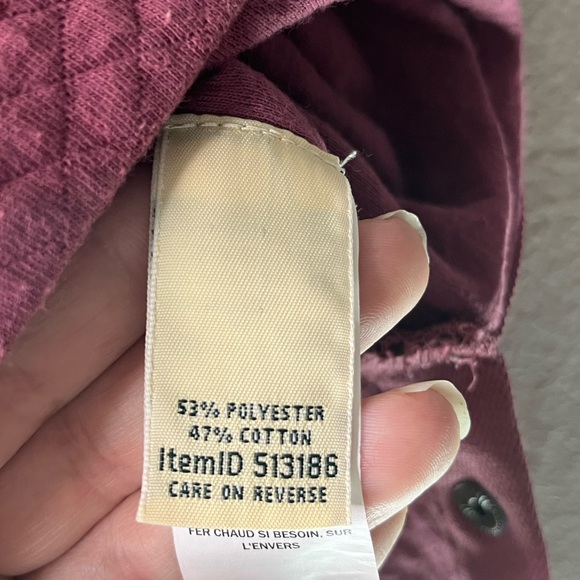 53% POLYESTER
47% COTTON
ItemID 513186
CARE ON REVERSE
FER CHAUD SI BESOIN, SUR
L'ENVERS